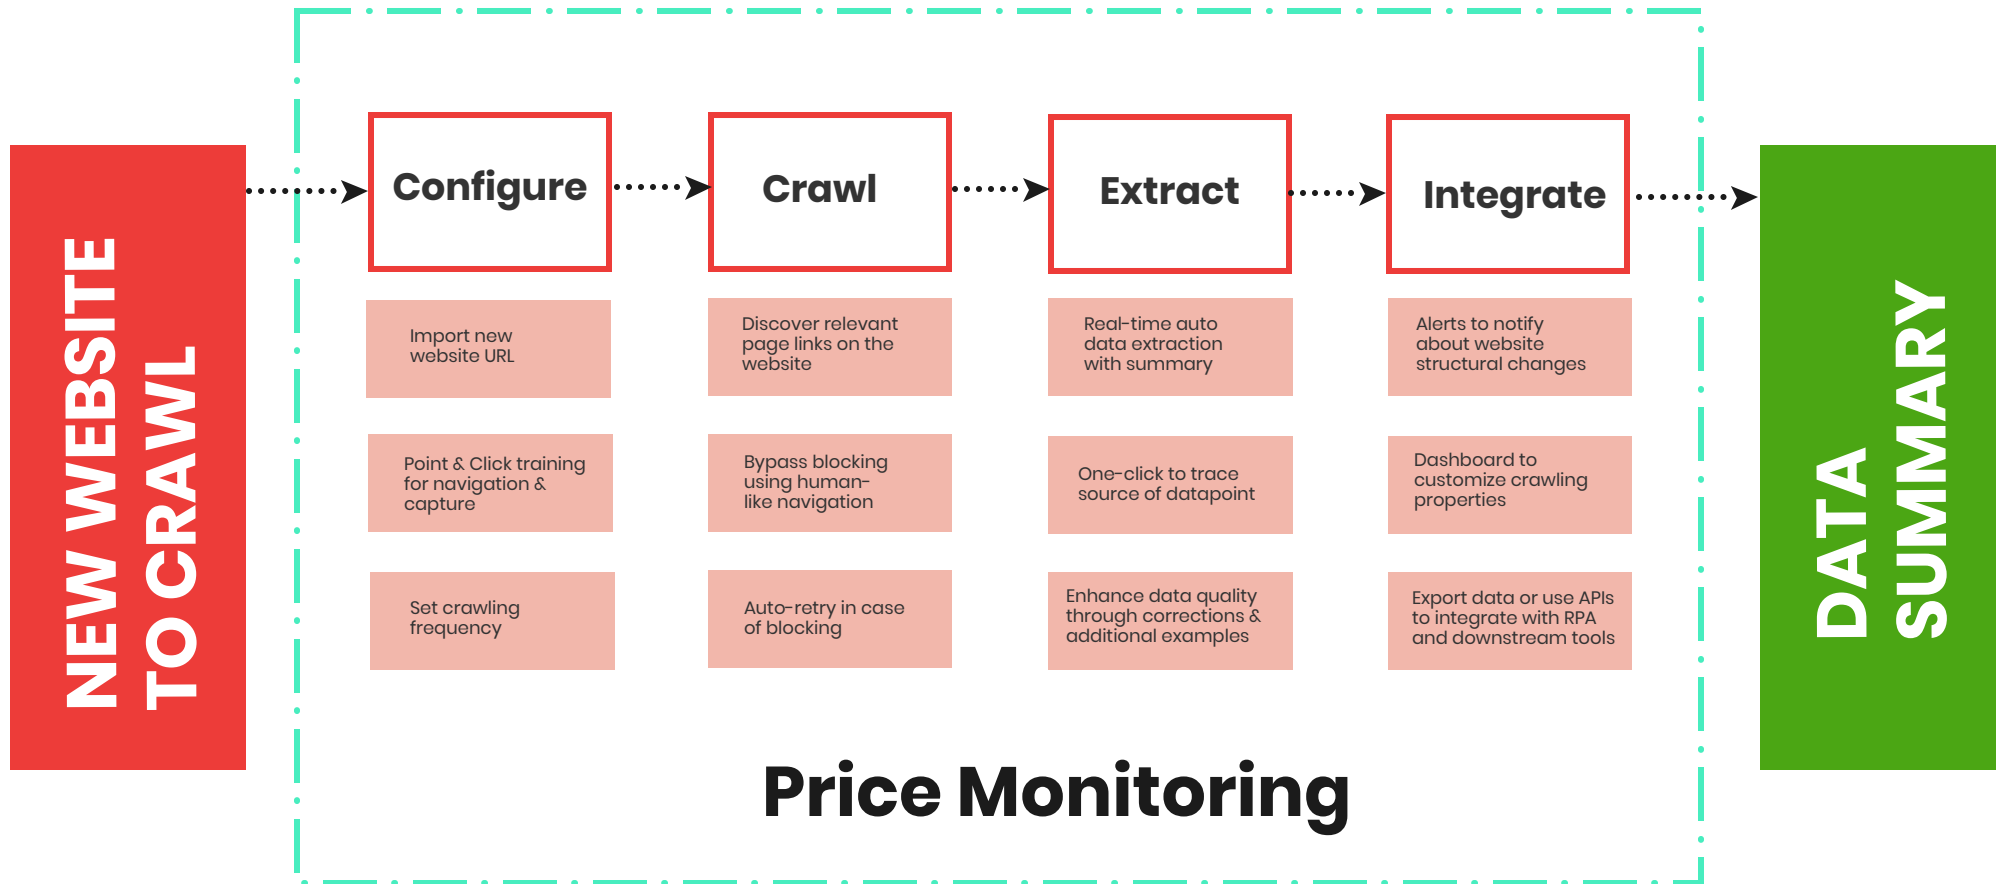 NEW WEBSITE
TO CRAWL
Configure
Import new
website URL
Point & Click training
for navigation &
capture
Set crawling
frequency
Crawl
Discover relevant
page links on the
website
Bypass blocking
using human-
like navigation
Auto-retry in case
of blocking
Extract
Real-time auto
data extraction
with summary
One-click to trace
source of datapoint
Enhance data quality
through corrections &
additional examples
Integrate
Alerts to notify
about website
structural changes
Dashboard to
customize crawling
properties
Export data or use APIs
to integrate with RPA
and downstream tools
Price Monitoring
DATA
SUMMARY